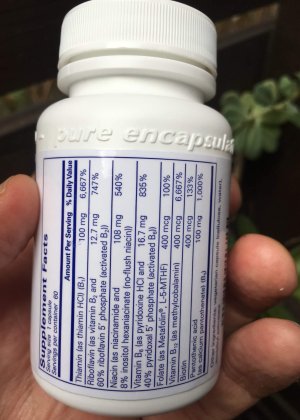 pure encapsulat
Supplement Facts
Serving size 1 capsule
Servings per container 60
Amount Per Serving % Daily Value
Thiamin (as thiamin HCl) (B₁) 100 mg 6,667%
Riboflavin (as vitamin B₂ and 12.7 mg 747%
60% riboflavin 5' phosphate (activated B₂))
Niacin (as niacinamide and 108 mg 540%
8% inositol hexaniacinate (no-flush niacin))
Vitamin B₆ (as pyridoxine HCl and 16.7 mg 835%
40% pyridoxal 5' phosphate (activated B₆))
Folate (as Metafolin®, L-5-MTHF) 400 mcg 100%
Vitamin B₁₂ (as methylcobalamin) 400 mcg 6,667%
Biotin 400 mcg 133%
Pantothenic acid 100 mg 1,000%
(as calcium pantothenate) (B₅)